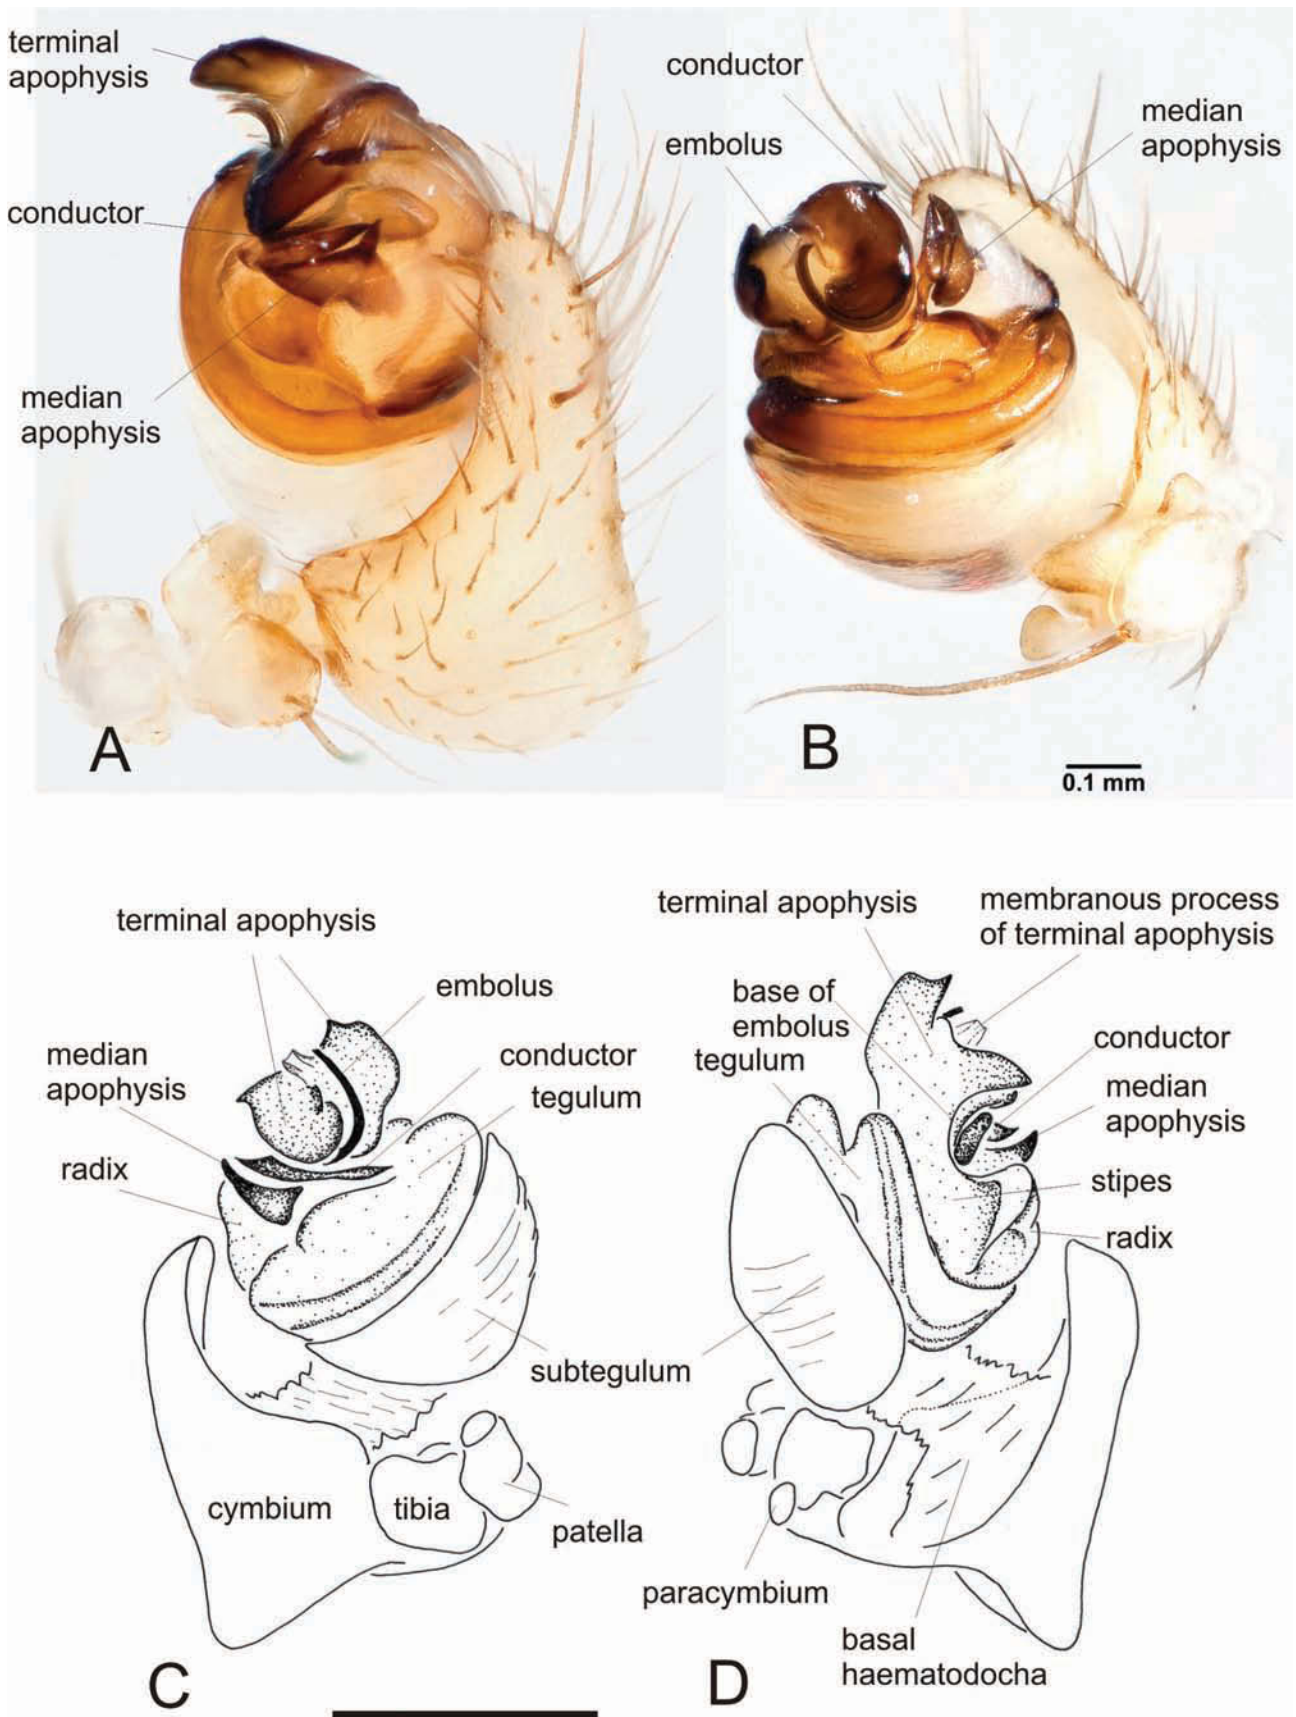 terminal
apophysis
conductor
median
apophysis
A
conductor
embolus
median
apophysis
B
0.1 mm
terminal apophysis
embolus
median
apophysis
conductor
tegulum
radix
cymbium
tibia
patella
subtegulum
C
terminal apophysis
membranous process
of terminal apophysis
base of
embolus
tegulum
conductor
median
apophysis
stipes
radix
paracymbium
basal
haematodocha
D